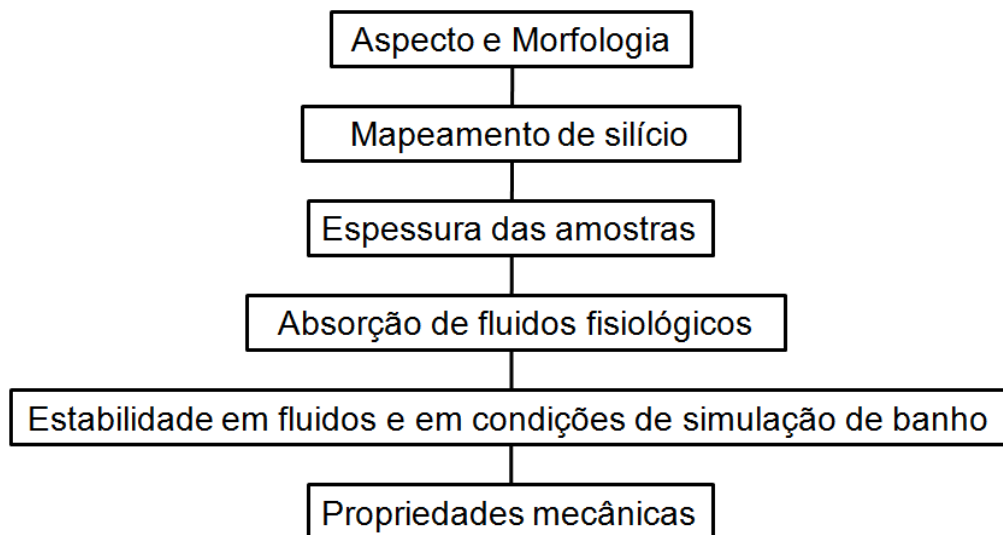 Aspecto e Morfologia
Mapeamento de silício
Espessura das amostras
Absorção de fluidos fisiológicos
Estabilidade em fluidos e em condições de simulação de banho
Propriedades mecânicas